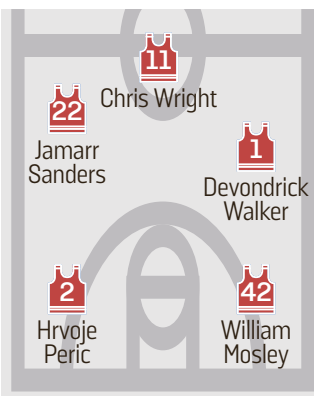 11
Chris Wright
22
Jamarr
Sanders
1
Devondrick
Walker
2
Hrvoje
Peric
42
William
Mosley